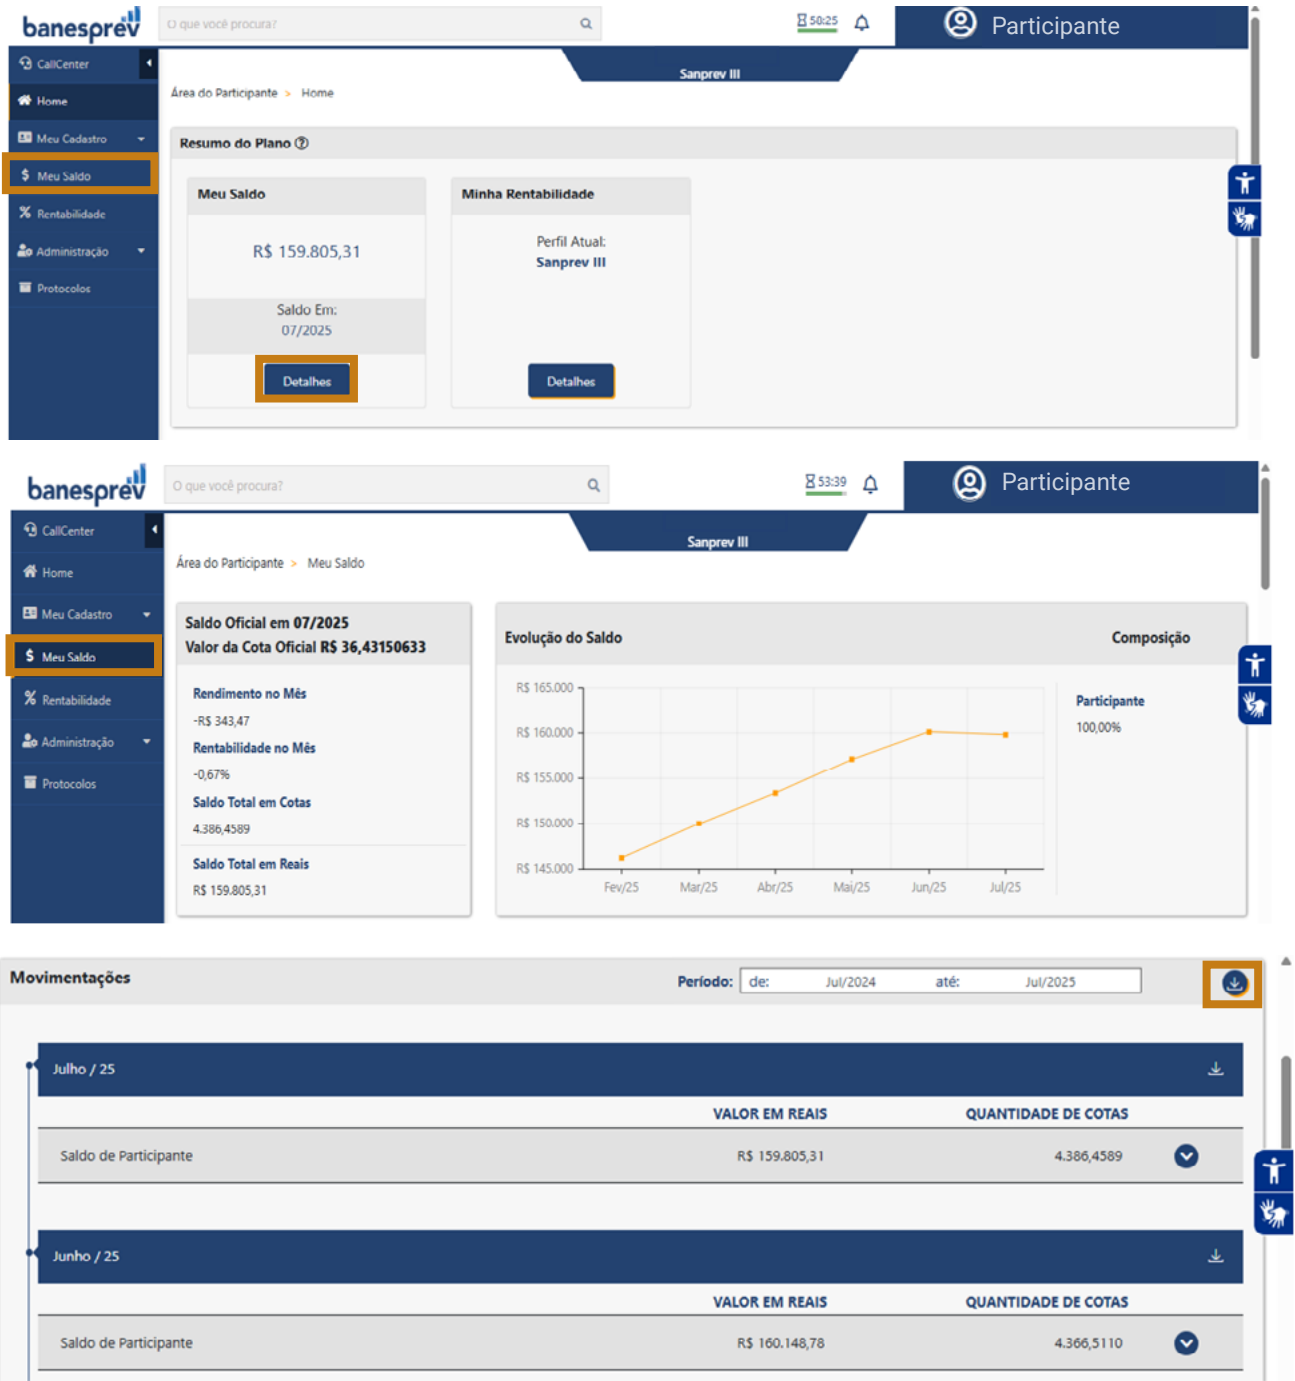 banesprev
O que você procura?
50:25
Participante
CallCenter
Sanprev III
Área do Participante > Home
Home
Meu Cadastro
Resumo do Plano
Meu Saldo
Meu Saldo
Minha Rentabilidade
Rentabilidade
R$ 159.805,31
Perfil Atual:
Sanprev III
Administração
Protocolos
Saldo Em:
07/2025
Detalhes
Detalhes
banesprev
O que você procura?
53:39
Participante
CallCenter
Sanprev III
Área do Participante > Meu Saldo
Home
Meu Cadastro
Meu Saldo
Rentabilidade
Administração
Protocolos
Saldo Oficial em 07/2025
Valor da Cota Oficial R$ 36,43150633
Rendimento no Mês
-R$ 343,47
Rentabilidade no Mês
-0,67%
Saldo Total em Cotas
4.386,4589
Saldo Total em Reais
R$ 159.805,31
Evolução do Saldo
Composição
R$ 165.000
R$ 160.000
R$ 155.000
R$ 150.000
R$ 145.000
Fev/25 Mar/25 Abr/25 Mai/25 Jun/25 Jul/25
Participante
100,00%
Movimentações
Período: de: Jul/2024 até: Jul/2025
Julho / 25
VALOR EM REAIS QUANTIDADE DE COTAS
Saldo de Participante R$ 159.805,31 4.386,4589
Junho / 25
VALOR EM REAIS QUANTIDADE DE COTAS
Saldo de Participante R$ 160.148,78 4.366,5110